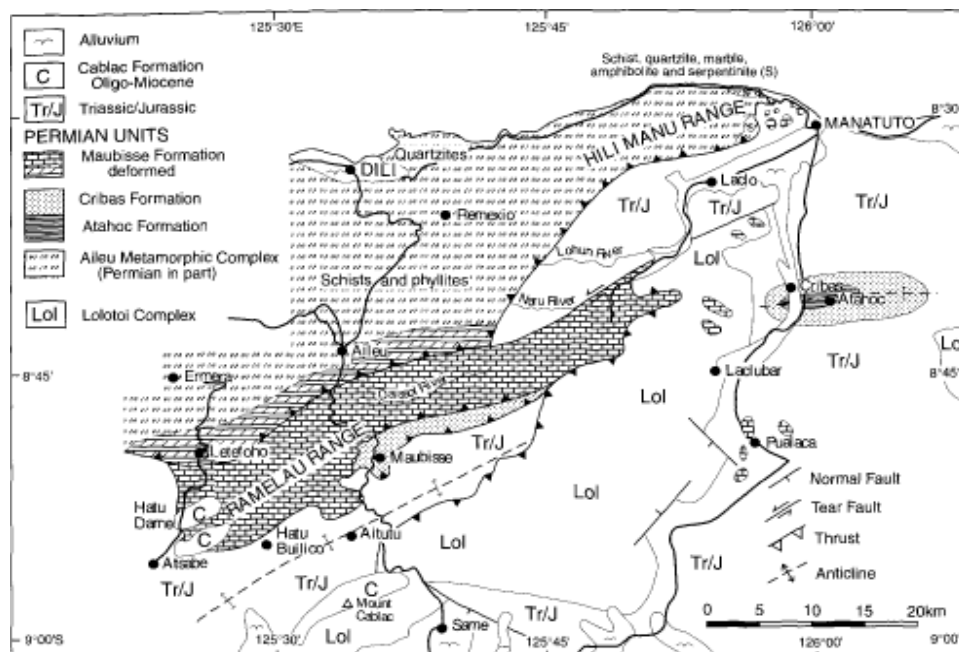 125°30'E
125°45'
126°00'
Alluvium
C
Cablac Formation
Oligo-Miocene
Tr/J
Triassic/Jurassic
PERMIAN UNITS
Maubisse Formation
deformed
Cribas Formation
Atahoc Formation
Aileu Metamorphic Complex
(Permian in part)
Lol
Lolotoi Complex
Schist, quartzite, marble,
amphibolite and serpentinite (S)
8°30'
MANATUTO
HILI MANU RANGE
Quartzites
DILI
Laclo
Tr/J
Tr/J
Tr/J
Remexio
Lohun River
Lol
Schists and phyllites
Naru River
Cribas
Atahoc
Aileu
Lol
8°45'
8°45'
Ermera
Laclubar
Tr/J
Lol
Letefoho
Maubisse
Tr/J
Pualaca
RAMELAU RANGE
Normal Fault
Hatu
Dame
C
C
Hatu
Builico
Aitutu
Lol
Lol
Tear Fault
Thrust
Atsabe
Tr/J
Tr/J
Tr/J
Anticline
C
Mount
Cablac
Tr/J
0 5 10 15 20km
Lol
Same
9°00'S
125°30'
125°45'
126°00'
9°00'